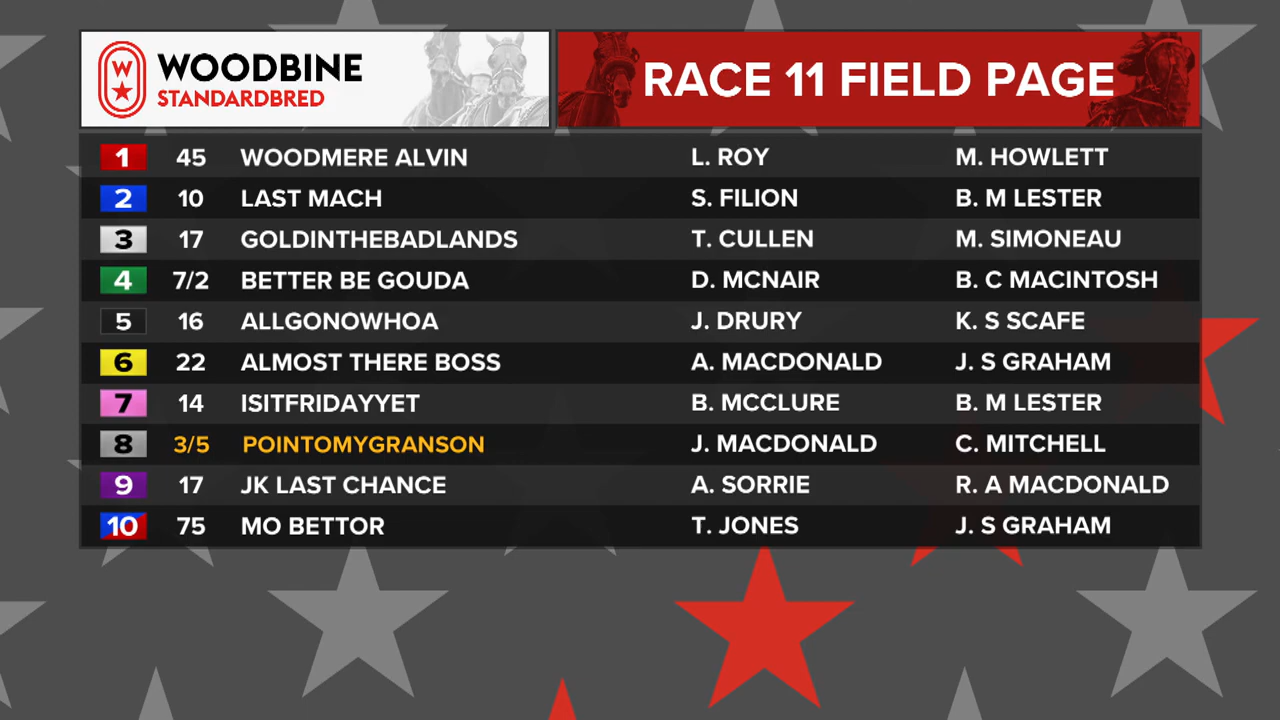 W
WOODBINE
STANDARDBRED
RACE 11 FIELD PAGE
1 45 WOODMERE ALVIN L. ROY M. HOWLETT
2 10 LAST MACH S. FILION B. M LESTER
3 17 GOLDINTHEBADLANDS T. CULLEN M. SIMONEAU
4 7/2 BETTER BE GOUDA D. MCNAIR B. C MACINTOSH
5 16 ALLGONOWHOA J. DRURY K. S SCAFE
6 22 ALMOST THERE BOSS A. MACDONALD J. S GRAHAM
7 14 ISITFRIDAYYET B. MCCLURE B. M LESTER
8 3/5 POINTOMYGRANSON J. MACDONALD C. MITCHELL
9 17 JK LAST CHANCE A. SORRIE R. A MACDONALD
10 75 MO BETTOR T. JONES J. S GRAHAM